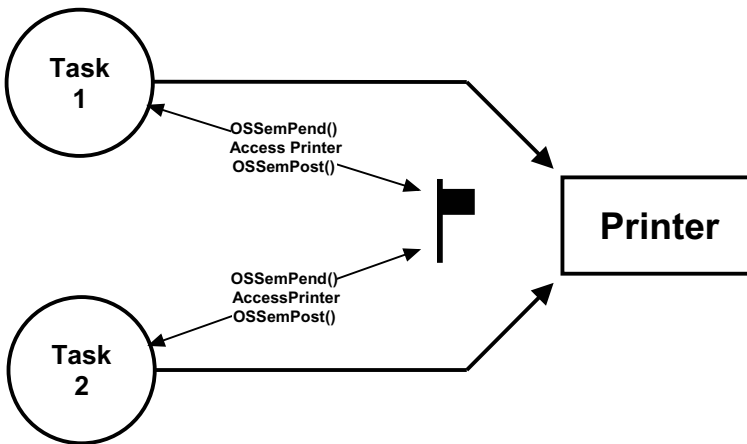 Task
1
OSSemPend()
Access Printer
OSSemPost()
Printer
OSSemPend()
AccessPrinter
OSSemPost()
Task
2